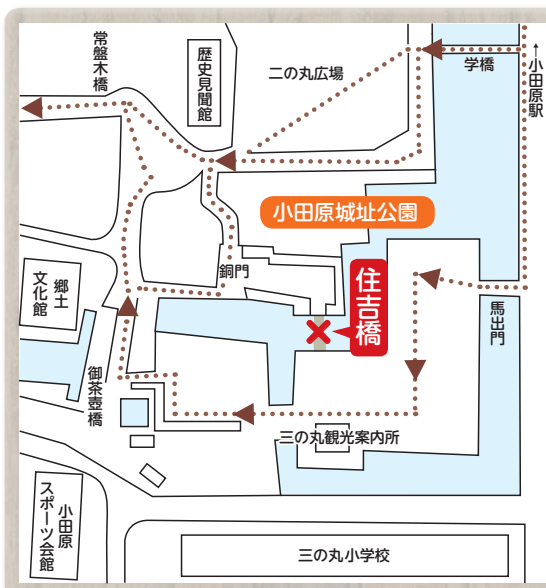 常盤木橋
歴史見聞館
二の丸広場
学橋
↑小田原駅
小田原城址公園
銅門
住吉橋
馬出門
郷土
文化館
御茶壺橋
三の丸観光案内所
小田原
スポーツ会館
三の丸小学校